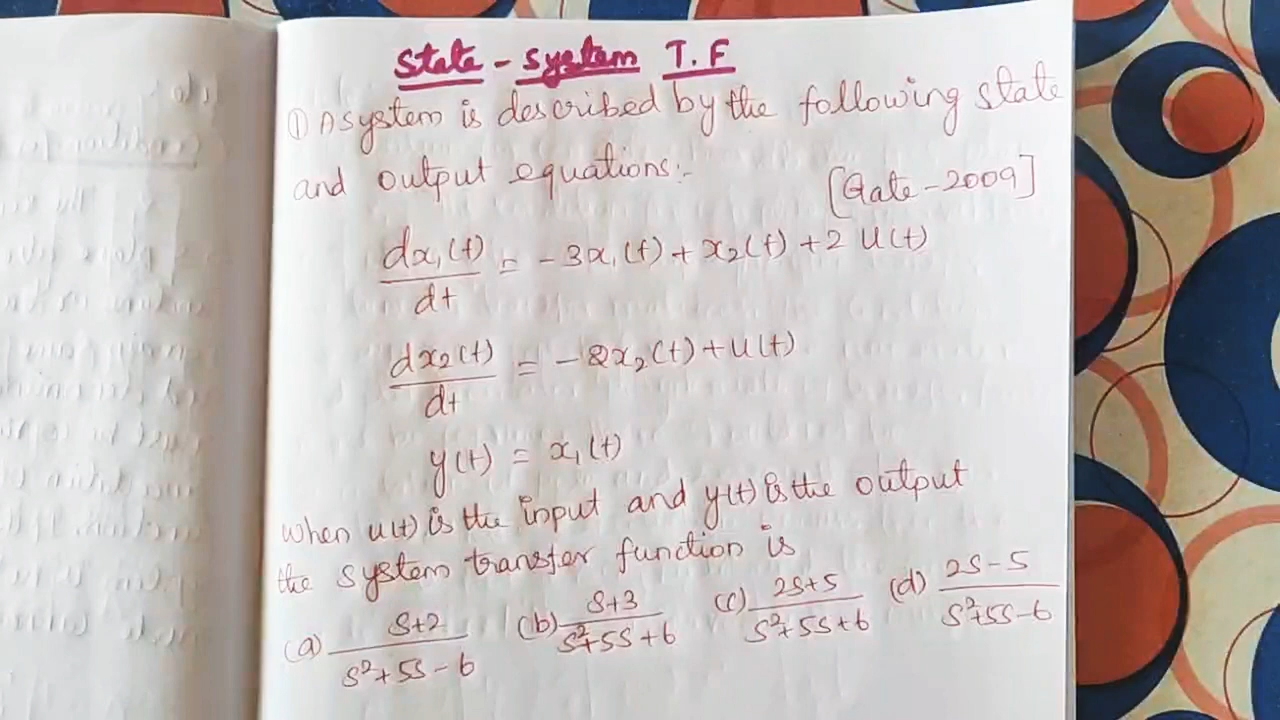 State - System T.F
① A system is described by the following state
and output equations:-
[Gate - 2009]
dx₁(t)/dt = -3x₁(t) + x₂(t) + 2 U(t)
dx₂(t)/dt = -2x₂(t) + U(t)
y(t) = x₁(t)
when u(t) is the input and y(t) is the output
the system transfer function is
(a) S+2/S²+5S-6 (b) S+3/S²+5S+6 (c) 2S+5/S²+5S+6 (d) 2S-5/S²+5S-6